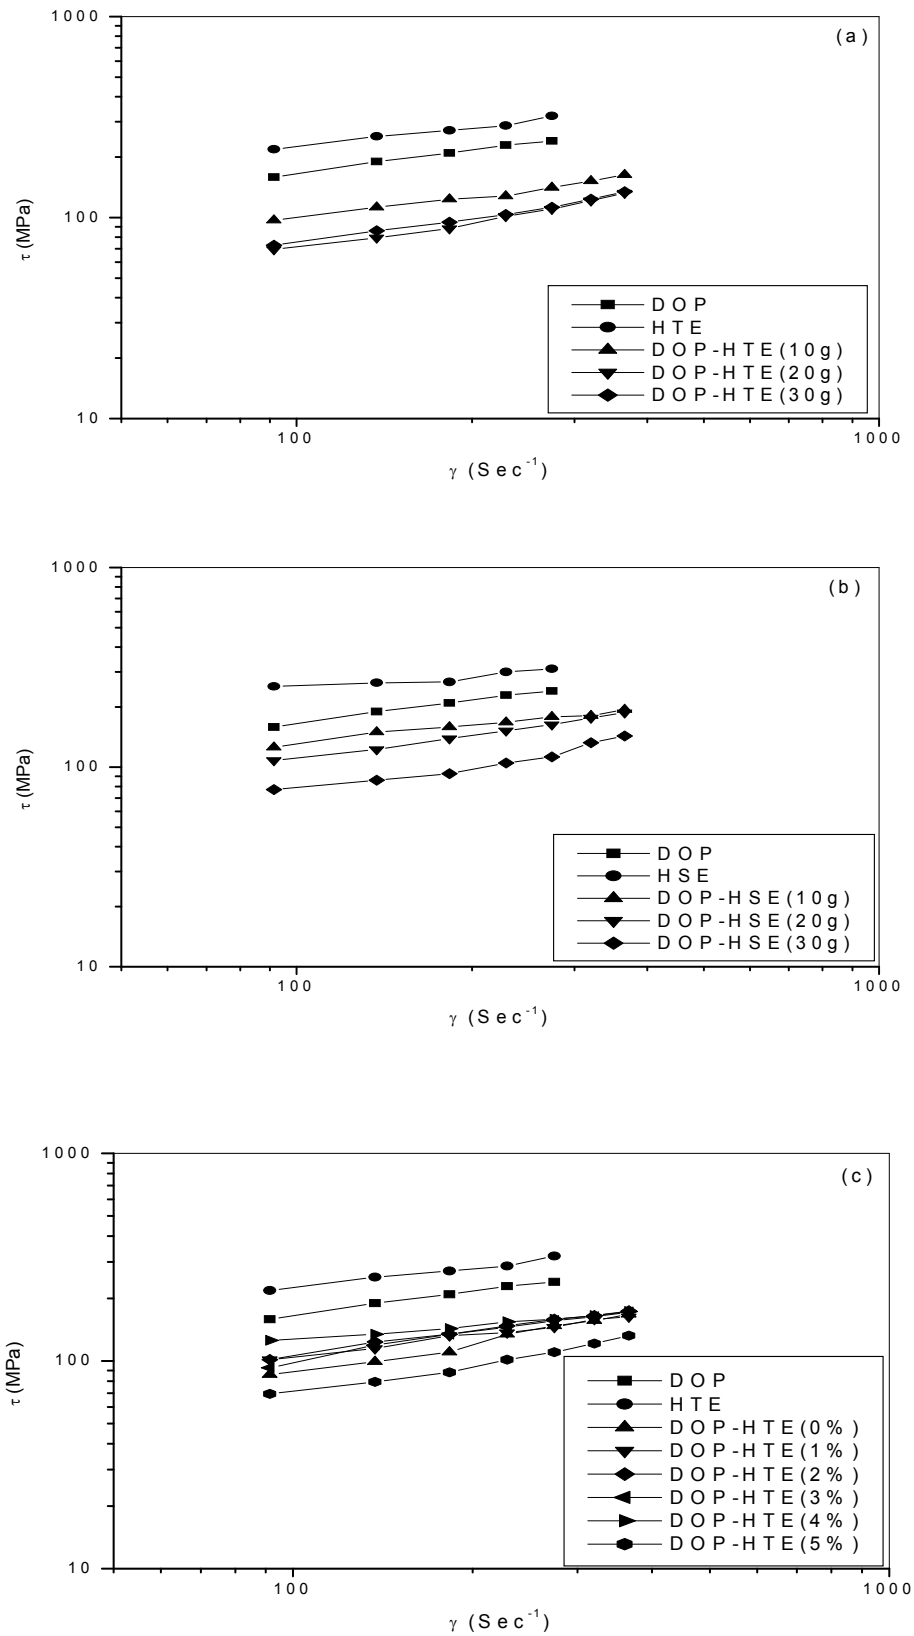 1000
(a)
τ (MPa)
100
DOP
HTE
DOP-HTE(10g)
DOP-HTE(20g)
DOP-HTE(30g)
10
100
1000
γ (Sec-1)
1000
(b)
τ (MPa)
100
DOP
HSE
DOP-HSE(10g)
DOP-HSE(20g)
DOP-HSE(30g)
10
100
1000
γ (Sec-1)
1000
(c)
τ (MPa)
100
DOP
HTE
DOP-HTE(0%)
DOP-HTE(1%)
DOP-HTE(2%)
DOP-HTE(3%)
DOP-HTE(4%)
DOP-HTE(5%)
10
100
1000
γ (Sec-1)